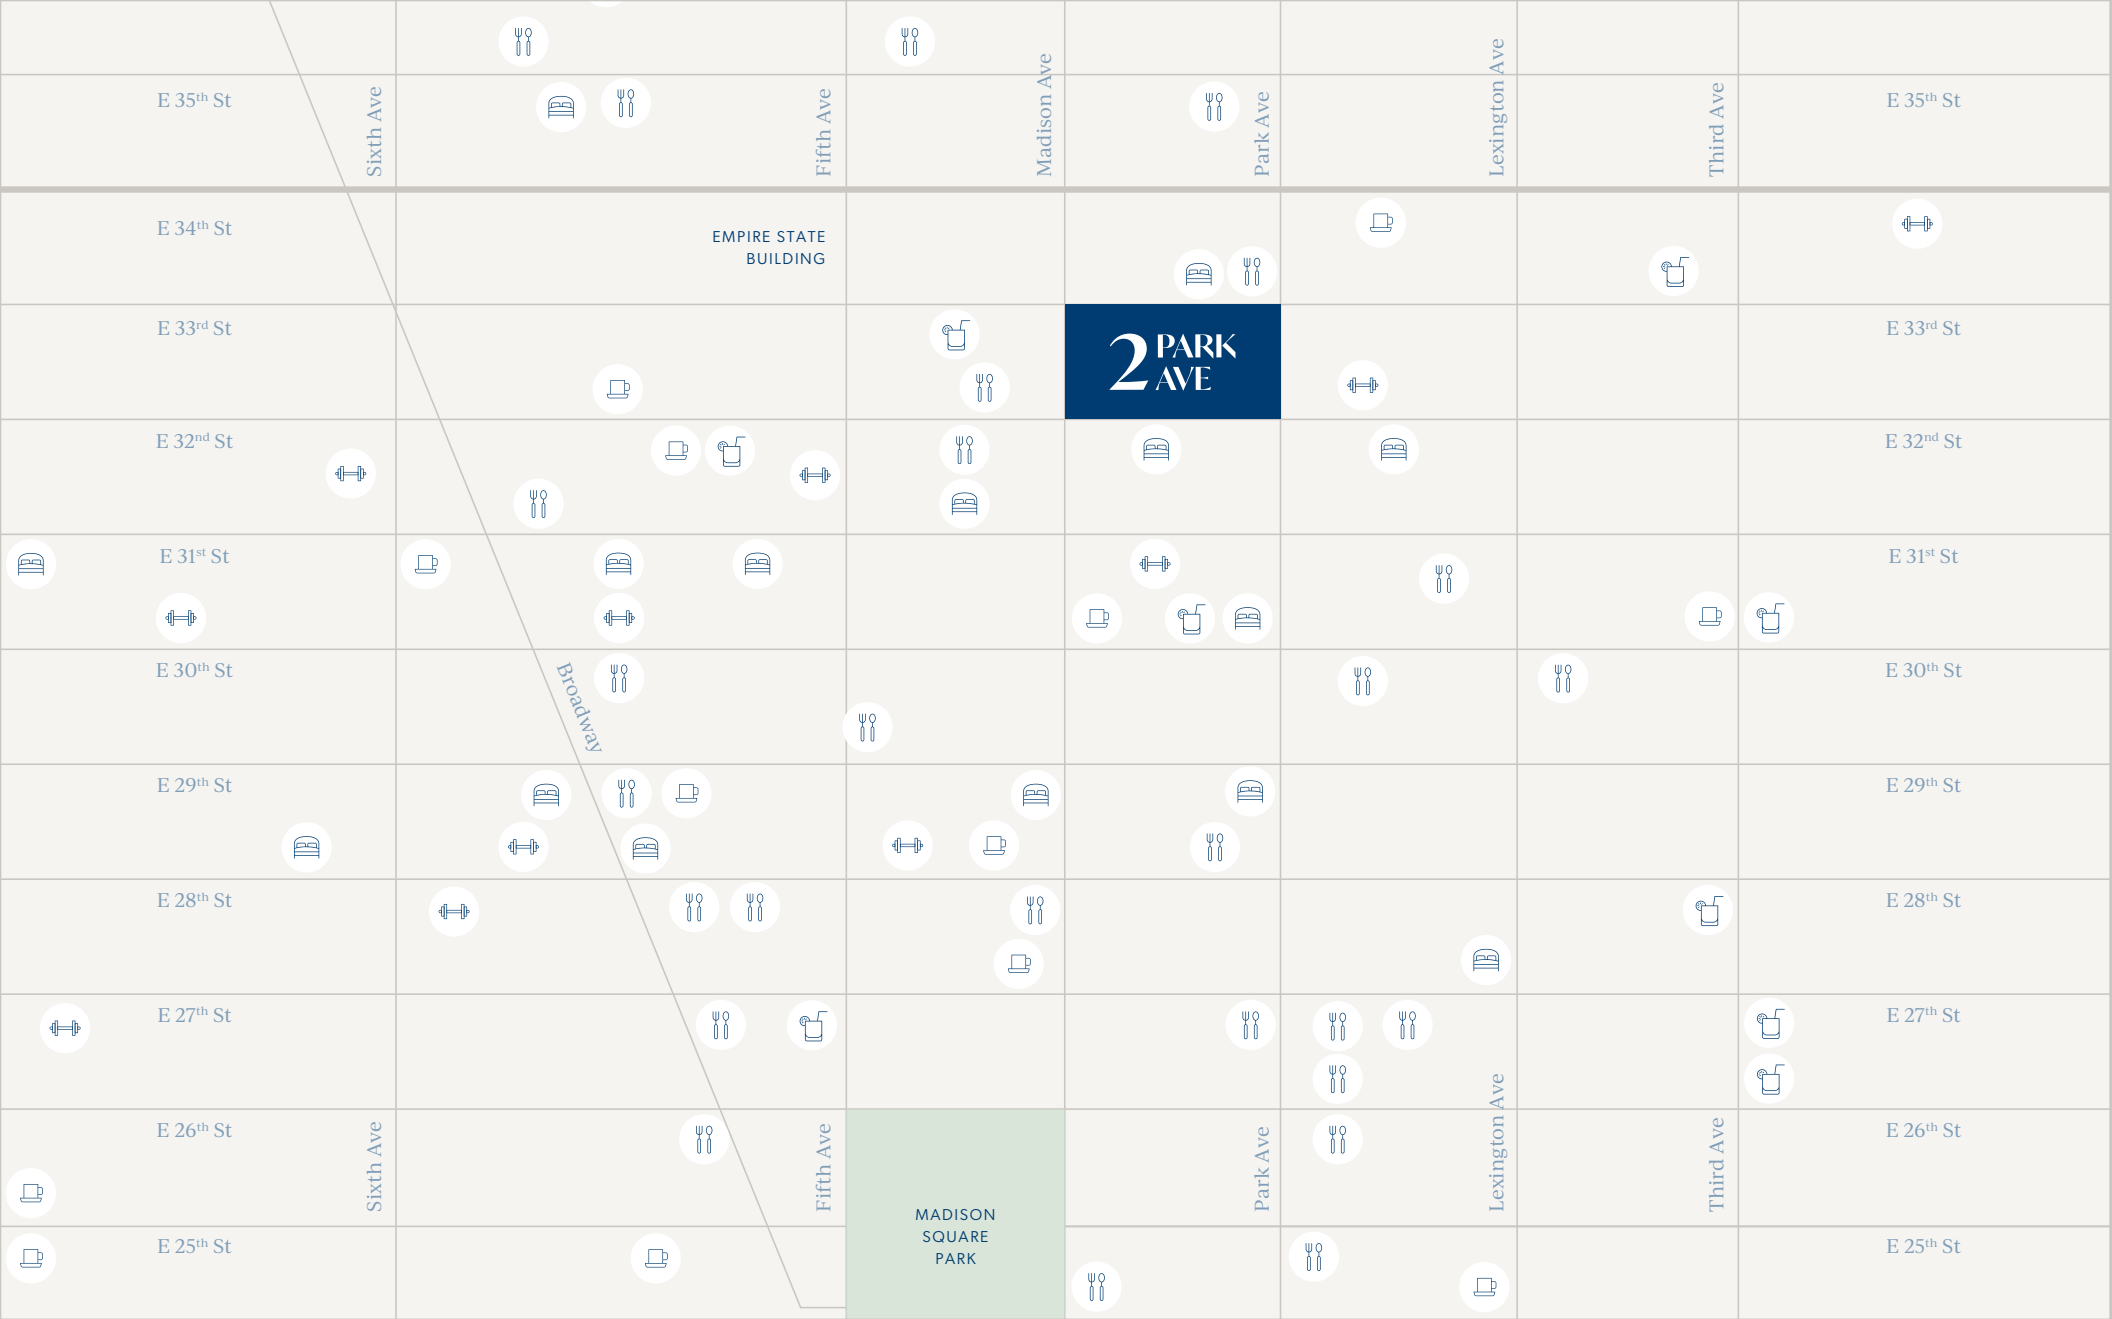 E 35th St
Sixth Ave
Fifth Ave
Madison Ave
Park Ave
Lexington Ave
Third Ave
E 35th St
E 34th St
EMPIRE STATE
BUILDING
E 33rd St
2 PARK
AVE
E 33rd St
E 32nd St
E 32nd St
E 31st St
E 31st St
E 30th St
Broadway
E 30th St
E 29th St
E 29th St
E 28th St
E 28th St
E 27th St
E 27th St
E 26th St
Sixth Ave
Fifth Ave
Park Ave
Lexington Ave
Third Ave
E 26th St
MADISON
SQUARE
PARK
E 25th St
E 25th St